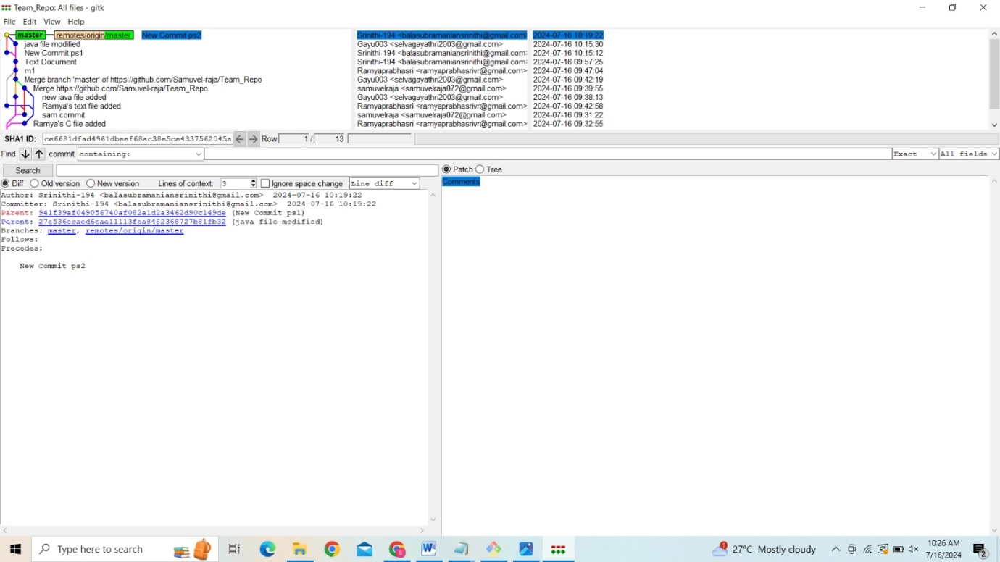 Team_Repo: All files - gitk
File Edit View Help
master remotes/origin/master New Commit ps2 Srinithi-194 <balasubramaniansrinithi@gmail.com 2024-07-16 10:19:22
java file modified Gayu003 <selvagayathri2003@gmail.com> 2024-07-16 10:15:30
New Commit ps1 Srinithi-194 <balasubramaniansrinithi@gmail.com 2024-07-16 10:15:12
Text Document Srinithi-194 <balasubramaniansrinithi@gmail.com 2024-07-16 09:57:25
m1 Ramyaprabhasri <ramyaprabhasrivr@gmail.com> 2024-07-16 09:47:04
Merge branch 'master' of https://github.com/Samuvel-raja/Team_Repo Gayu003 <selvagayathri2003@gmail.com> 2024-07-16 09:42:19
Merge https://github.com/Samuvel-raja/Team_Repo samuvelraja <samuvelraja072@gmail.com> 2024-07-16 09:39:55
new java file added Gayu003 <selvagayathri2003@gmail.com> 2024-07-16 09:38:13
Ramya's text file added Ramyaprabhasri <ramyaprabhasrivr@gmail.com> 2024-07-16 09:42:58
sam commit samuvelraja <samuvelraja072@gmail.com> 2024-07-16 09:31:22
Ramya's C file added Ramyaprabhasri <ramyaprabhasrivr@gmail.com> 2024-07-16 09:32:55
SHA1 ID: ce6681dfad4961dbeef68ac38e5ce4337562045a Row 1 / 13
Find commit containing: Exact All fields
Search Patch Tree
Diff Old version New version Lines of context: 3 Ignore space change Line diff
Comments
Author: Srinithi-194 <balasubramaniansrinithi@gmail.com> 2024-07-16 10:19:22
Committer: Srinithi-194 <balasubramaniansrinithi@gmail.com> 2024-07-16 10:19:22
Parent: 941f39af049056740af082a1d2a3462d90c149de (New Commit ps1)
Parent: 27e536ecaed6eaa11113fea8482368727b81fb32 (java file modified)
Branches: master, remotes/origin/master
Follows:
Precedes:
New Commit ps2
Type here to search
27°C Mostly cloudy
10:26 AM
7/16/2024
2